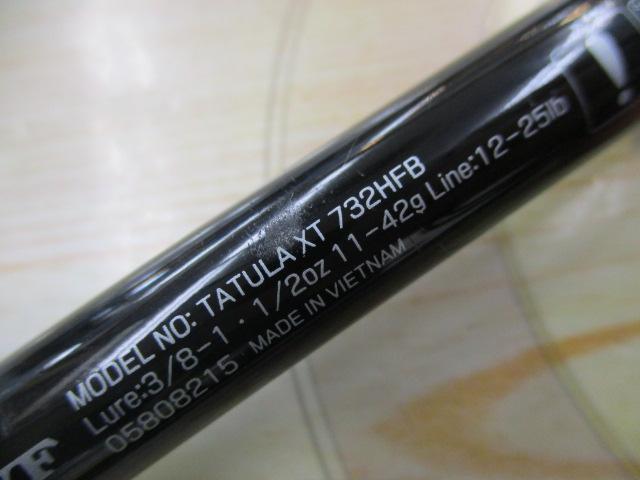 MODEL NO: TATULA XT 732HFB
Lure:3/8-1・1/2oz 11-42g Line:12-25lb
05808215 MADE IN VIETNAM